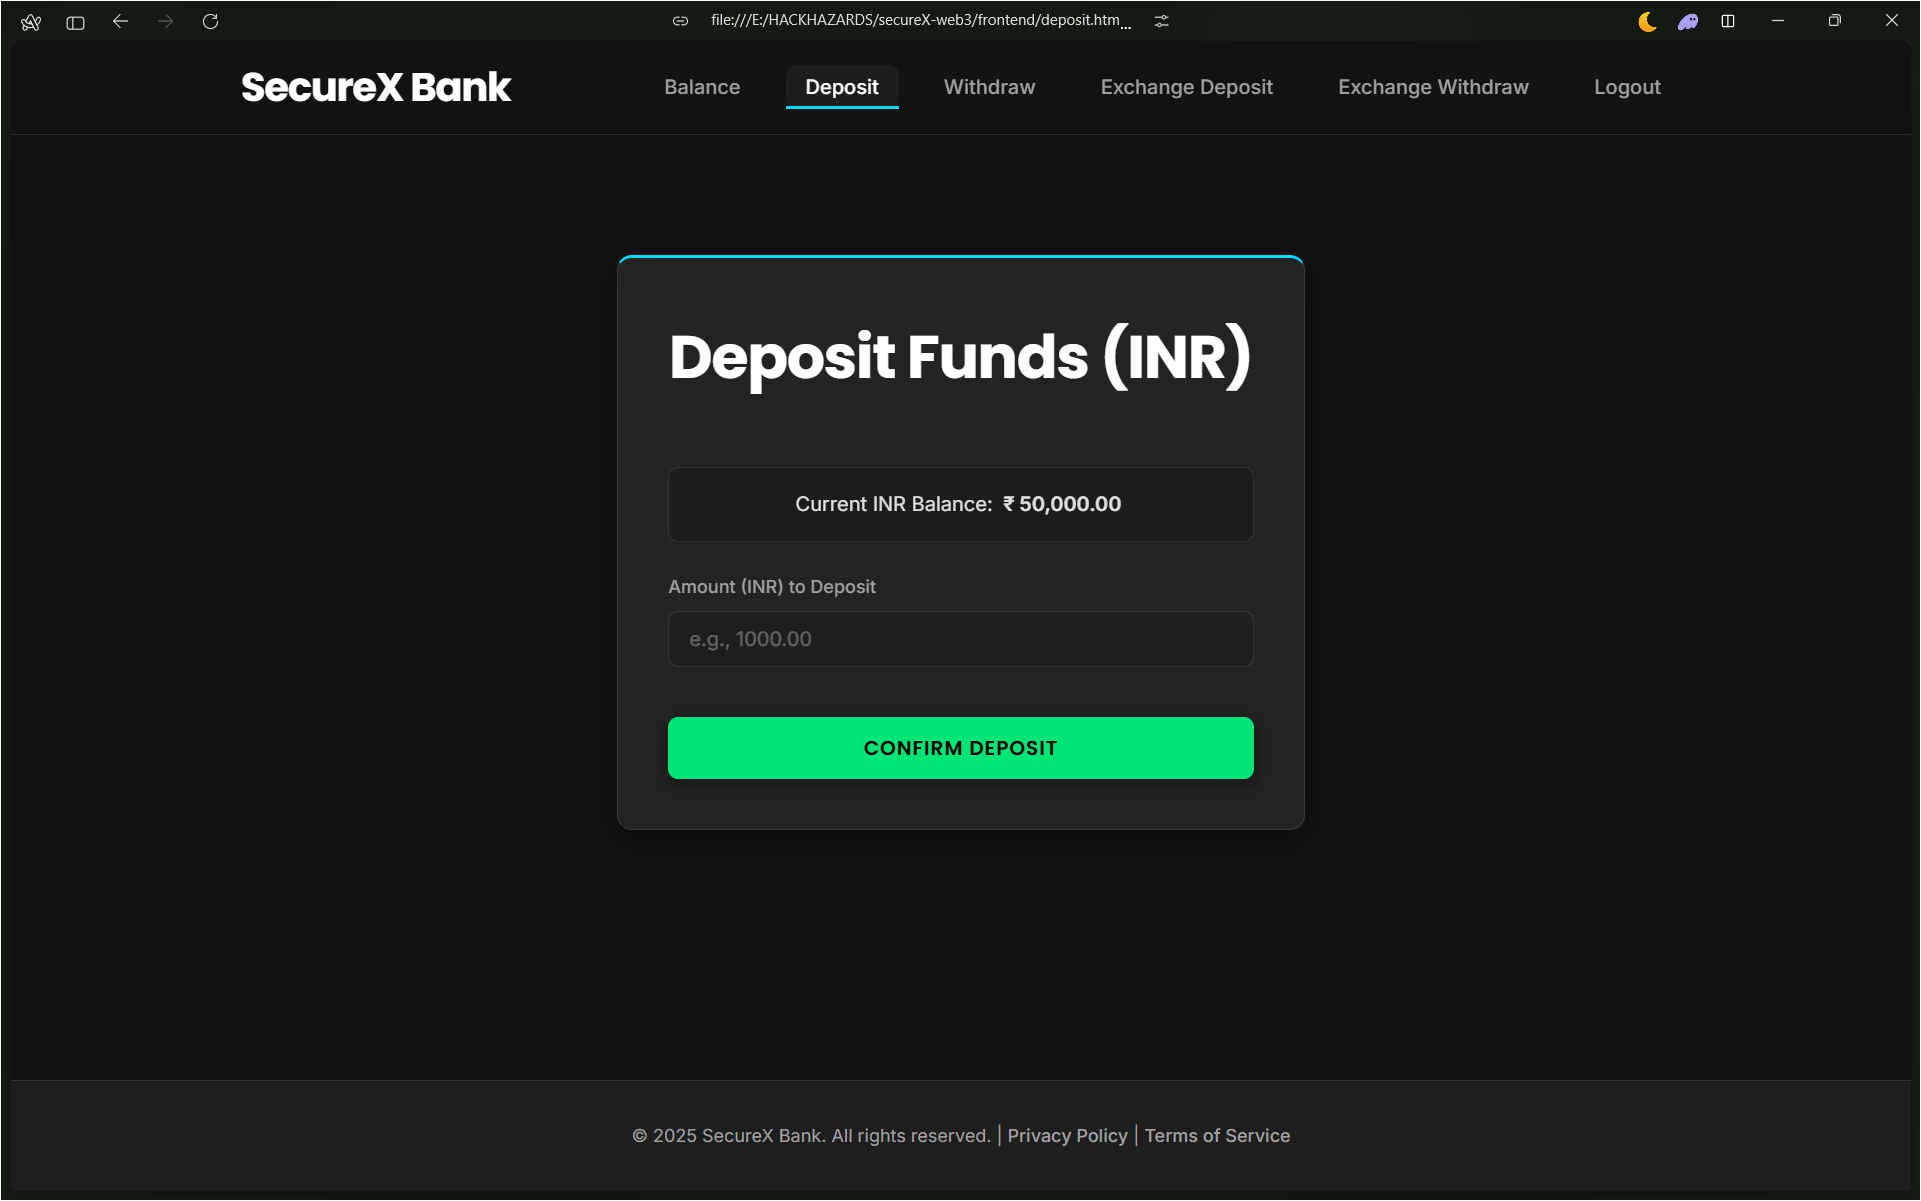 file:///E:/HACKHAZARDS/secureX-web3/frontend/deposit.htm...
SecureX Bank
Balance
Deposit
Withdraw
Exchange Deposit
Exchange Withdraw
Logout
Deposit Funds (INR)
Current INR Balance: ₹ 50,000.00
Amount (INR) to Deposit
e.g., 1000.00
CONFIRM DEPOSIT
© 2025 SecureX Bank. All rights reserved. | Privacy Policy | Terms of Service